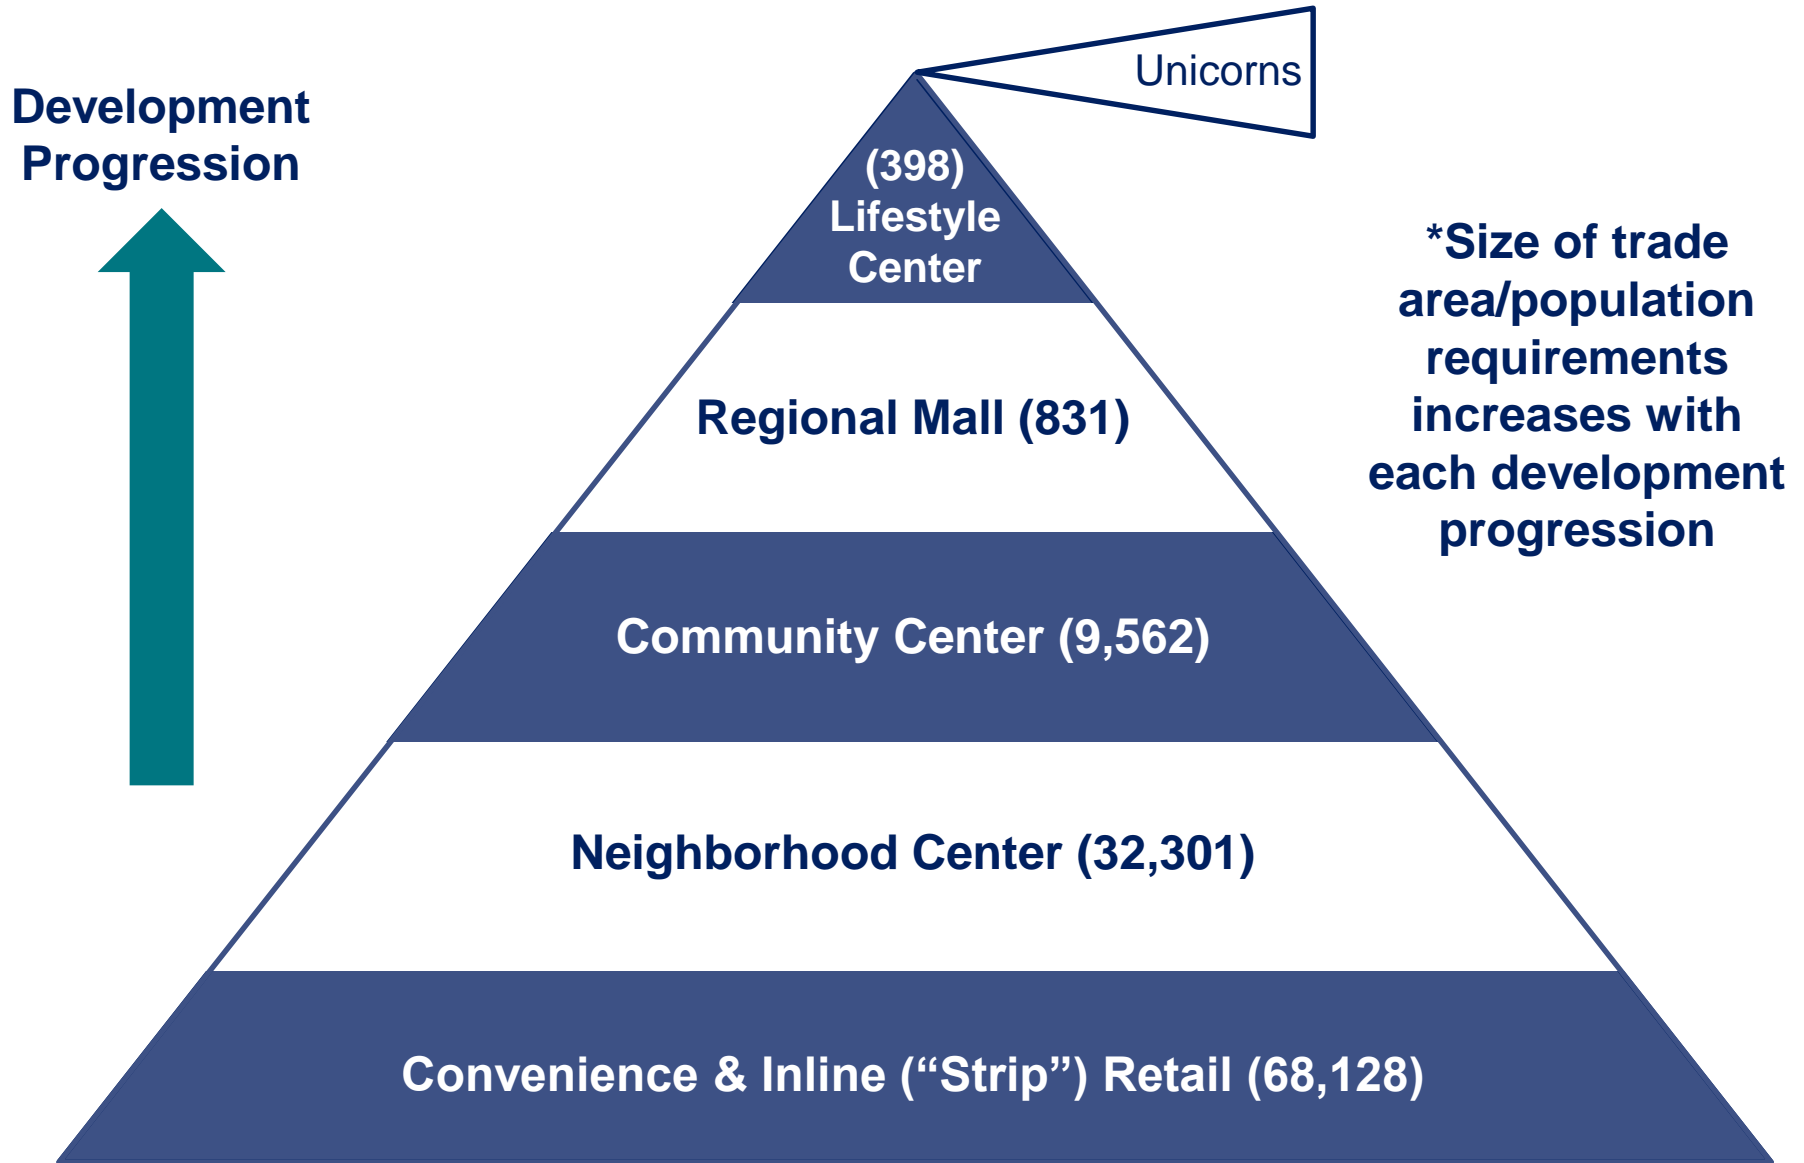 Unicorns
Development
Progression
(398)
Lifestyle
Center
*Size of trade
area/population
requirements
increases with
each development
progression
Regional Mall (831)
Community Center (9,562)
Neighborhood Center (32,301)
Convenience & Inline (“Strip”) Retail (68,128)